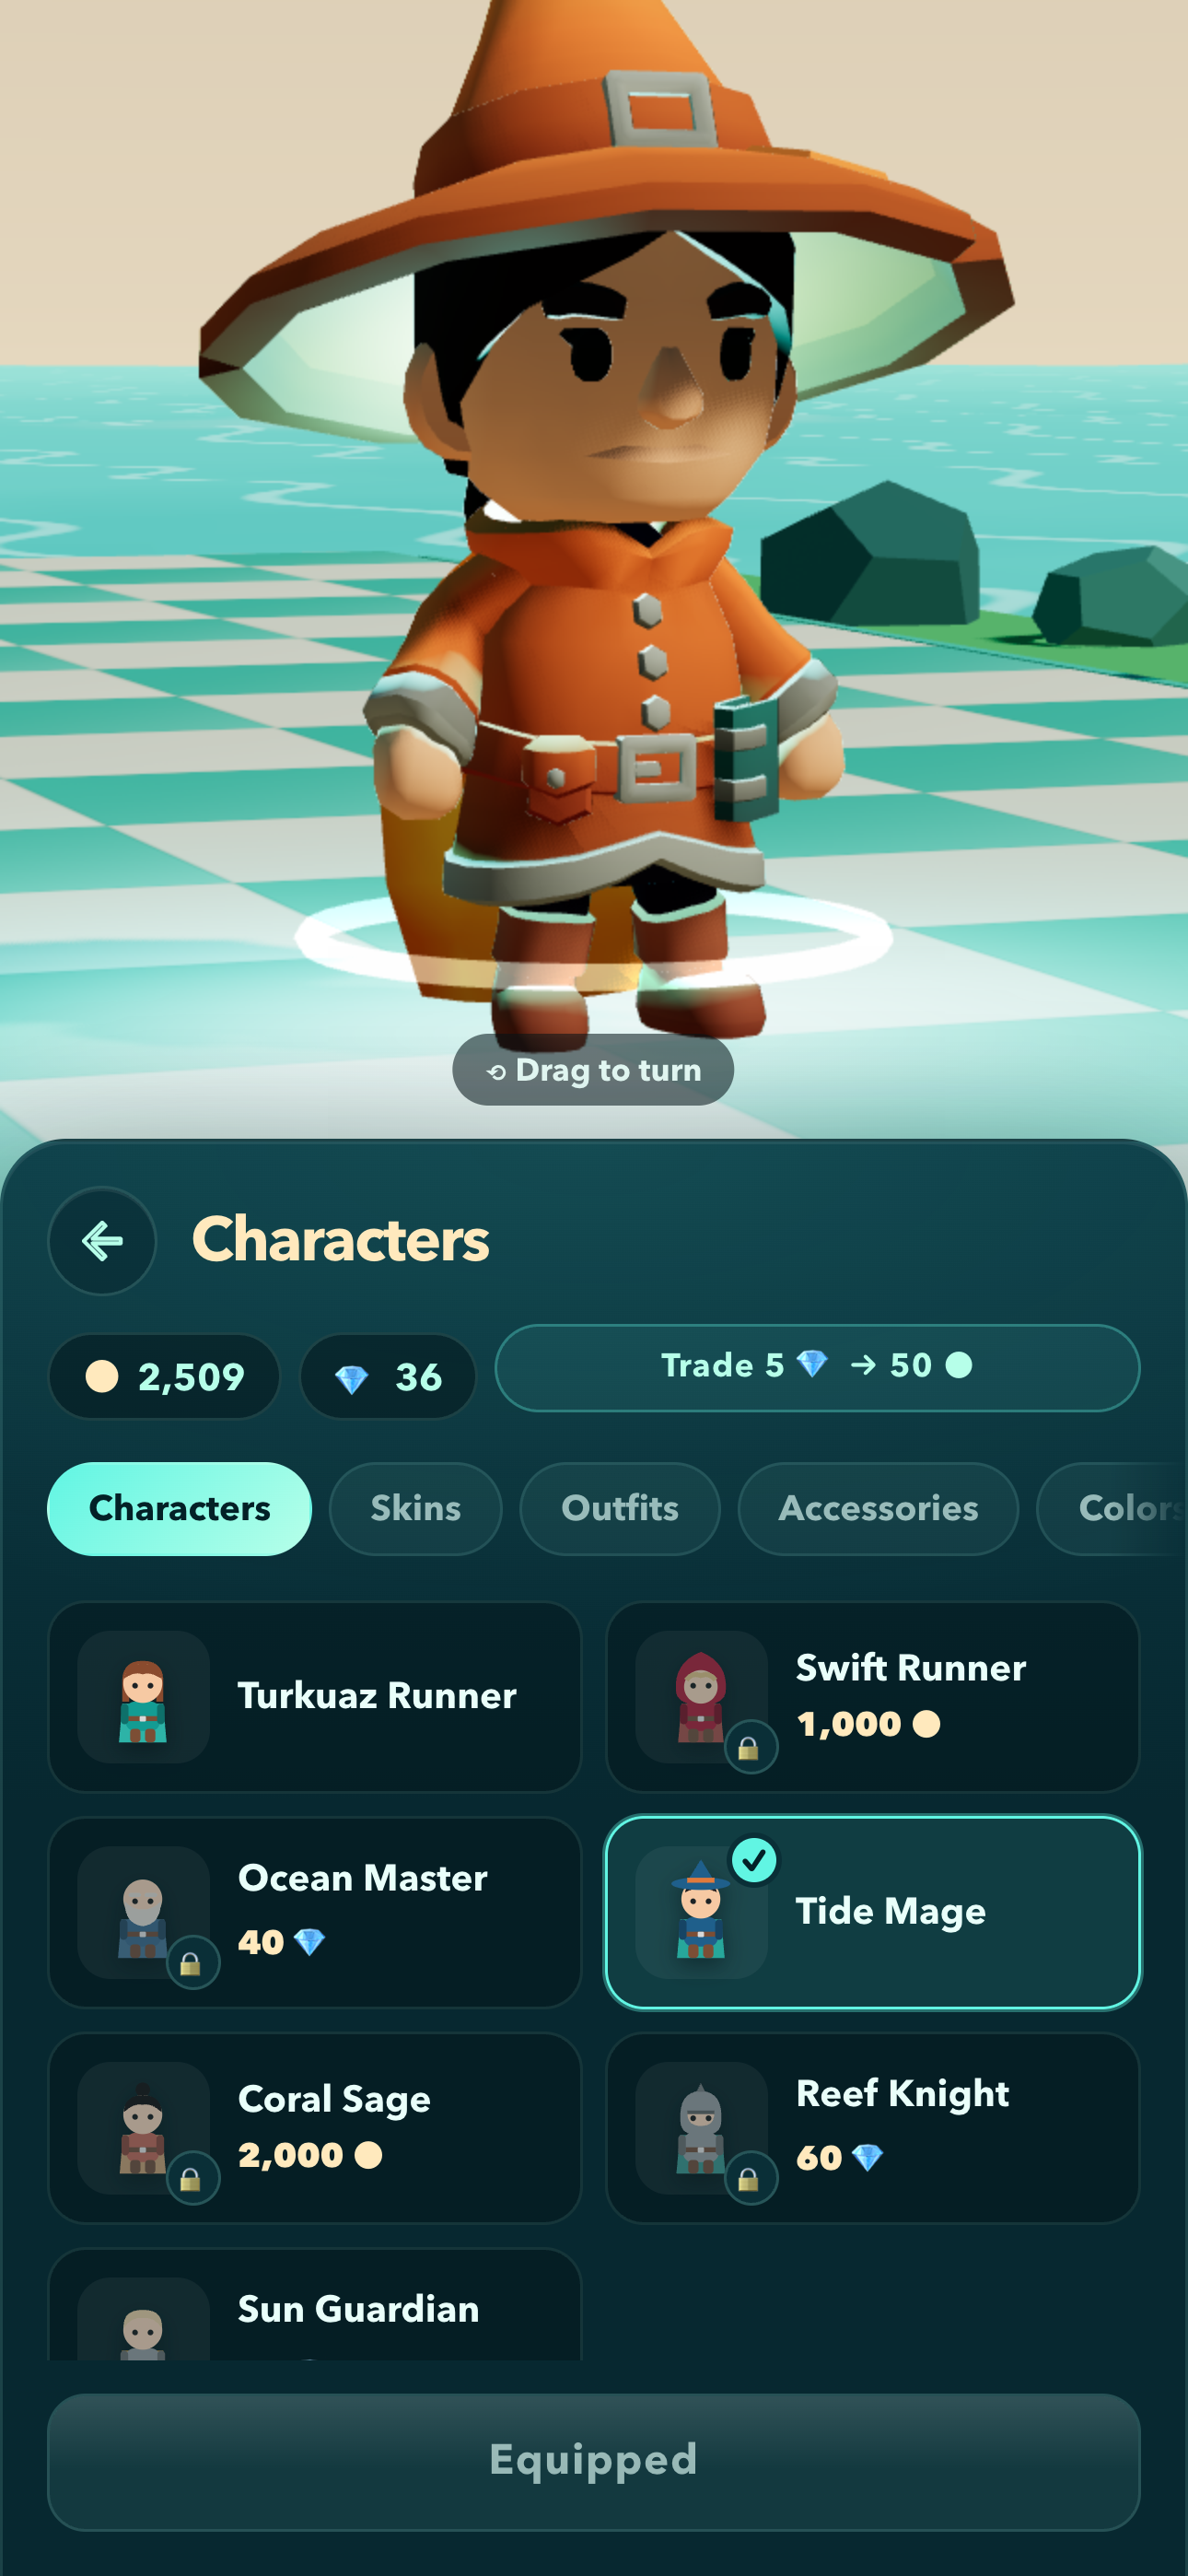 Drag to turn
Characters
2,509
36
Trade 5 → 50
Characters
Skins
Outfits
Accessories
Colors
Turkuaz Runner
Swift Runner
1,000
Ocean Master
40
Tide Mage
Coral Sage
2,000
Reef Knight
60
Sun Guardian
Equipped